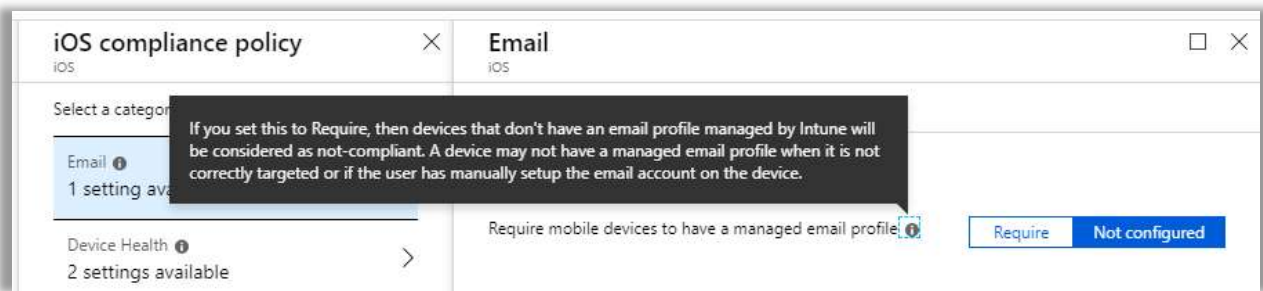 iOS compliance policy
iOS
Select a categor
Email
1 setting ava
Device Health
2 settings available
Email
iOS
If you set this to Require, then devices that don't have an email profile managed by Intune will
be considered as not-compliant. A device may not have a managed email profile when it is not
correctly targeted or if the user has manually setup the email account on the device.
Require mobile devices to have a managed email profile
Require
Not configured